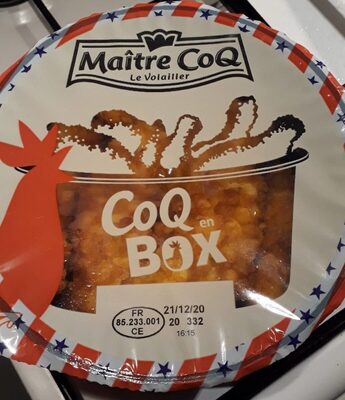 Maître CoQ
Le Volailler
CoQ en
BOX
FR
85.233.001
CE
21/12/20
20 332
16:15